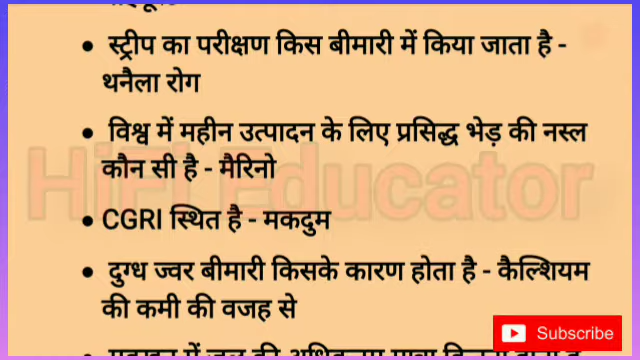 • स्ट्रीप का परीक्षण किस बीमारी में किया जाता है -
थनैला रोग
• विश्व में महीन उत्पादन के लिए प्रसिद्ध भेड़ की नस्ल
कौन सी है - मैरिनो
• CGRI स्थित है - मकदुम
• दुग्ध ज्वर बीमारी किसके कारण होता है - कैल्शियम
की कमी की वजह से
HiFi Educator
Subscribe